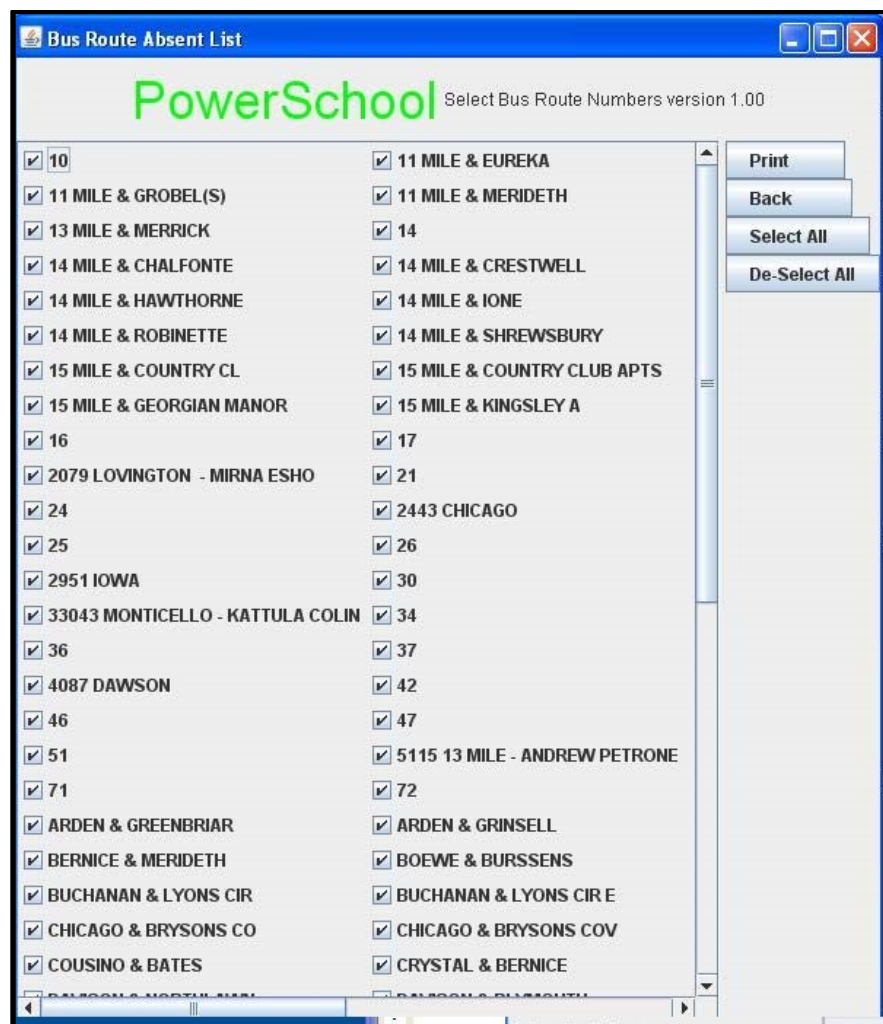 Bus Route Absent List
PowerSchool Select Bus Route Numbers version 1.00
10 11 MILE & EUREKA Print
11 MILE & GROBEL(S) 11 MILE & MERIDETH Back
13 MILE & MERRICK 14 Select All
14 MILE & CHALFONTE 14 MILE & CRESTWELL De-Select All
14 MILE & HAWTHORNE 14 MILE & IONE
14 MILE & ROBINETTE 14 MILE & SHREWSBURY
15 MILE & COUNTRY CL 15 MILE & COUNTRY CLUB APTS
15 MILE & GEORGIAN MANOR 15 MILE & KINGSLEY A
16 17
2079 LOVINGTON - MIRNA ESHO 21
24 2443 CHICAGO
25 26
2951 IOWA 30
33043 MONTICELLO - KATTULA COLIN 34
36 37
4087 DAWSON 42
46 47
51 5115 13 MILE - ANDREW PETRONE
71 72
ARDEN & GREENBRIAR ARDEN & GRINSELL
BERNICE & MERIDETH BOEWE & BURSSENS
BUCHANAN & LYONS CIR BUCHANAN & LYONS CIR E
CHICAGO & BRYSONS CO CHICAGO & BRYSONS COV
COUSINO & BATES CRYSTAL & BERNICE